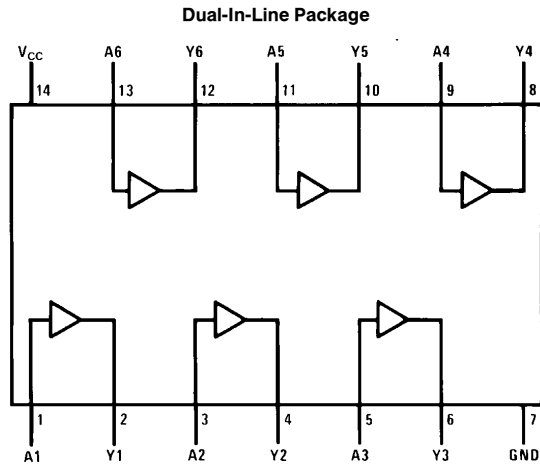 Dual-In-Line Package
VCC A6 Y6 A5 Y5 A4 Y4
14 13 12 11 10 9 8
1 2 3 4 5 6 7
A1 Y1 A2 Y2 A3 Y3 GND